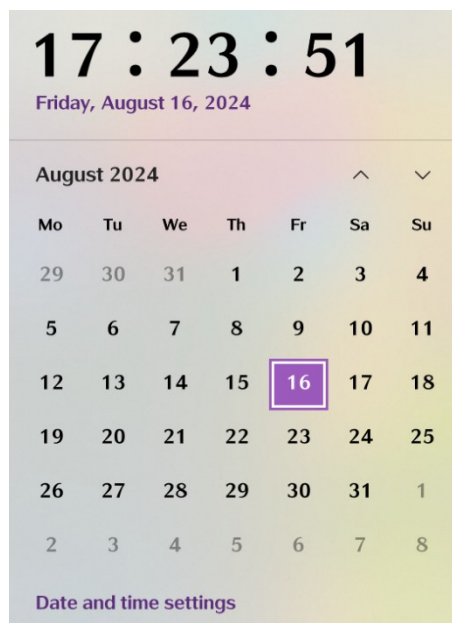 17 : 23 : 51
Friday, August 16, 2024
August 2024
Mo Tu We Th Fr Sa Su
29 30 31 1 2 3 4
5 6 7 8 9 10 11
12 13 14 15 16 17 18
19 20 21 22 23 24 25
26 27 28 29 30 31 1
2 3 4 5 6 7 8
Date and time settings